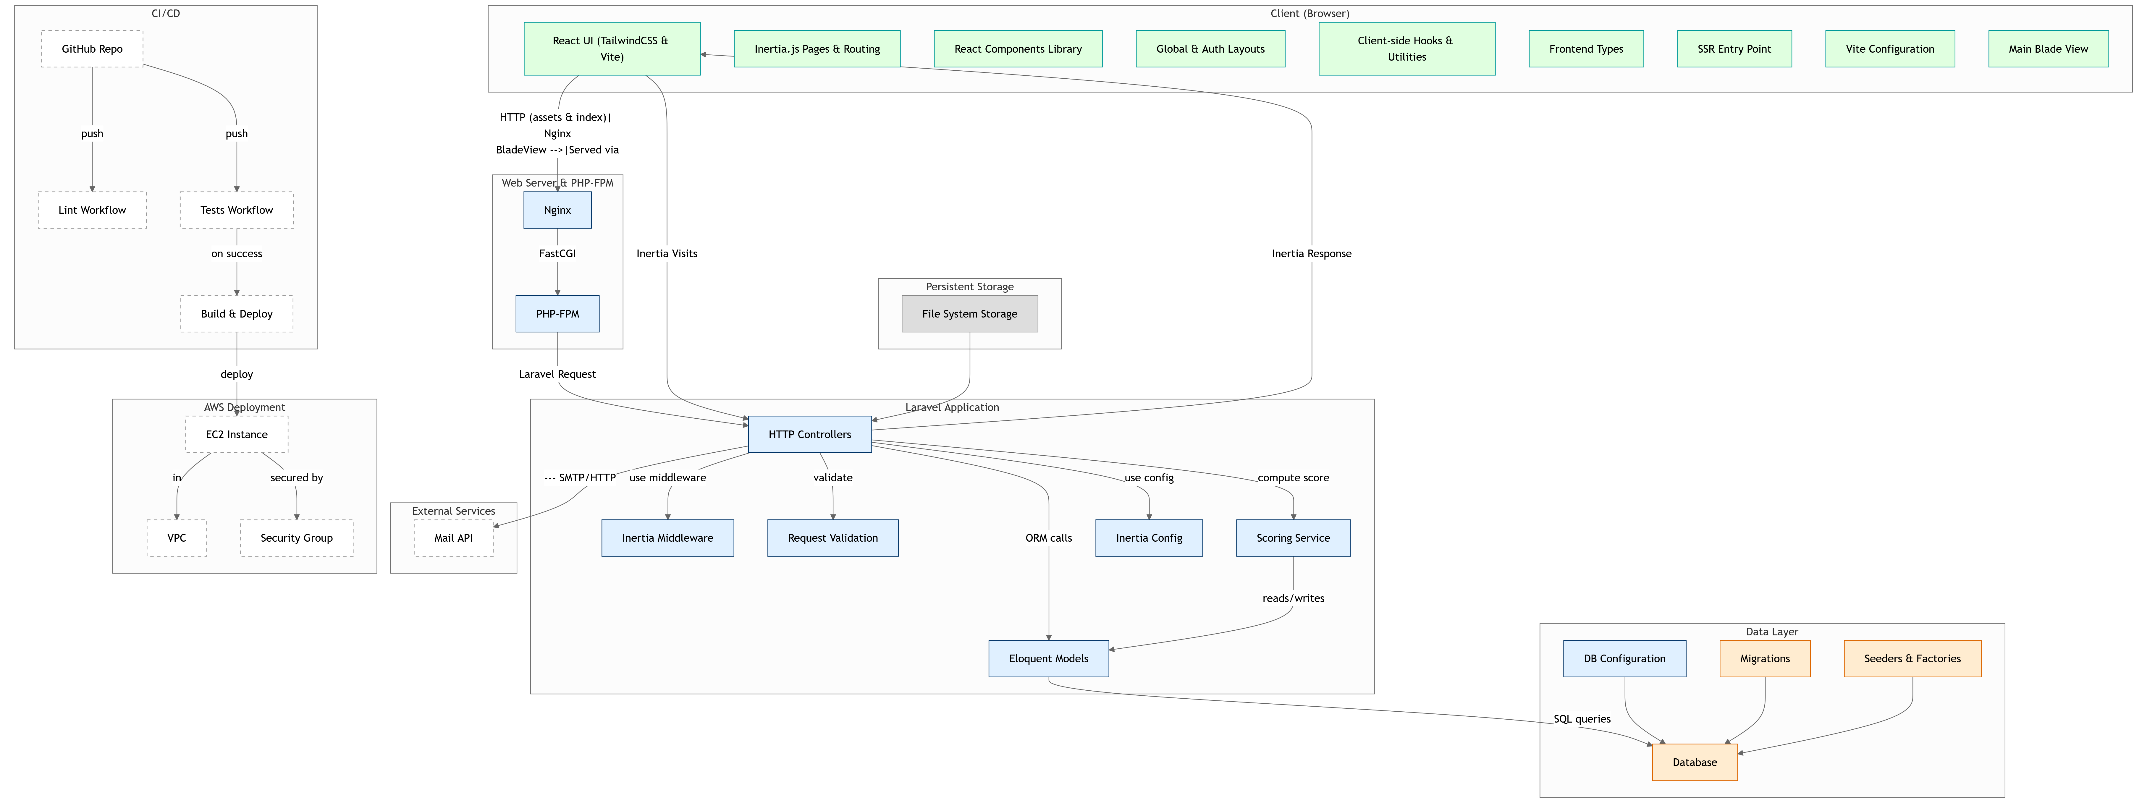 CI/CD
GitHub Repo
push
push
Lint Workflow
Tests Workflow
on success
Build & Deploy
deploy
AWS Deployment
EC2 Instance
in
secured by
VPC
Security Group
Client (Browser)
React UI (TailwindCSS &
Vite)
Inertia.js Pages & Routing
React Components Library
Global & Auth Layouts
Client-side Hooks &
Utilities
Frontend Types
SSR Entry Point
Vite Configuration
Main Blade View
HTTP (assets & index)|
Nginx
BladeView -->|Served via
Web Server & PHP-FPM
Nginx
FastCGI
PHP-FPM
Laravel Request
Inertia Visits
Inertia Response
Persistent Storage
File System Storage
Laravel Application
HTTP Controllers
--- SMTP/HTTP
use middleware
validate
ORM calls
use config
compute score
External Services
Mail API
Inertia Middleware
Request Validation
Inertia Config
Scoring Service
reads/writes
Eloquent Models
SQL queries
Data Layer
DB Configuration
Migrations
Seeders & Factories
Database